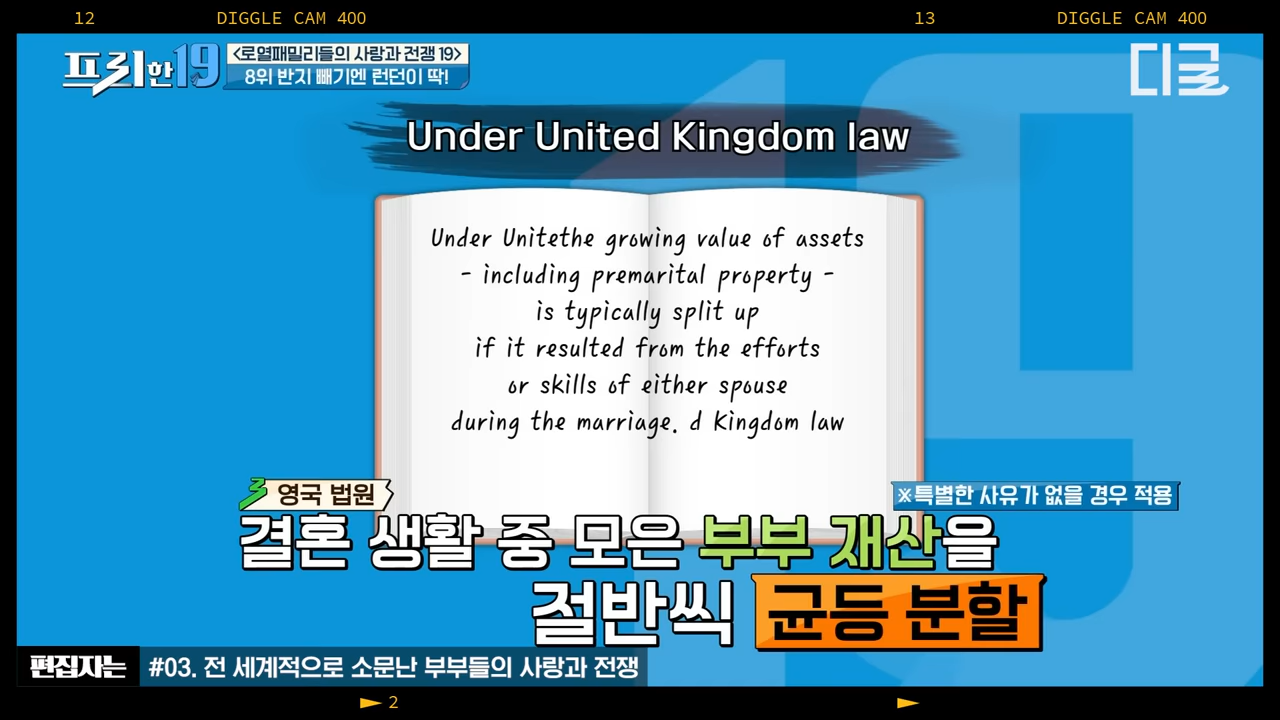 12 DIGGLE CAM 400 13 DIGGLE CAM 400
프리한19
<로열패밀리들의 사랑과 전쟁 19>
8위 반지 빼기엔 런던이 딱!
디글
Under United Kingdom law
Under Unitethe growing value of assets
- including premarital property -
is typically split up
if it resulted from the efforts
or skills of either spouse
during the marriage. d Kingdom law
3 영국 법원
※특별한 사유가 없을 경우 적용
결혼 생활 중 모은 부부 재산을
절반씩 균등 분할
편집자는 #03. 전 세계적으로 소문난 부부들의 사랑과 전쟁
2